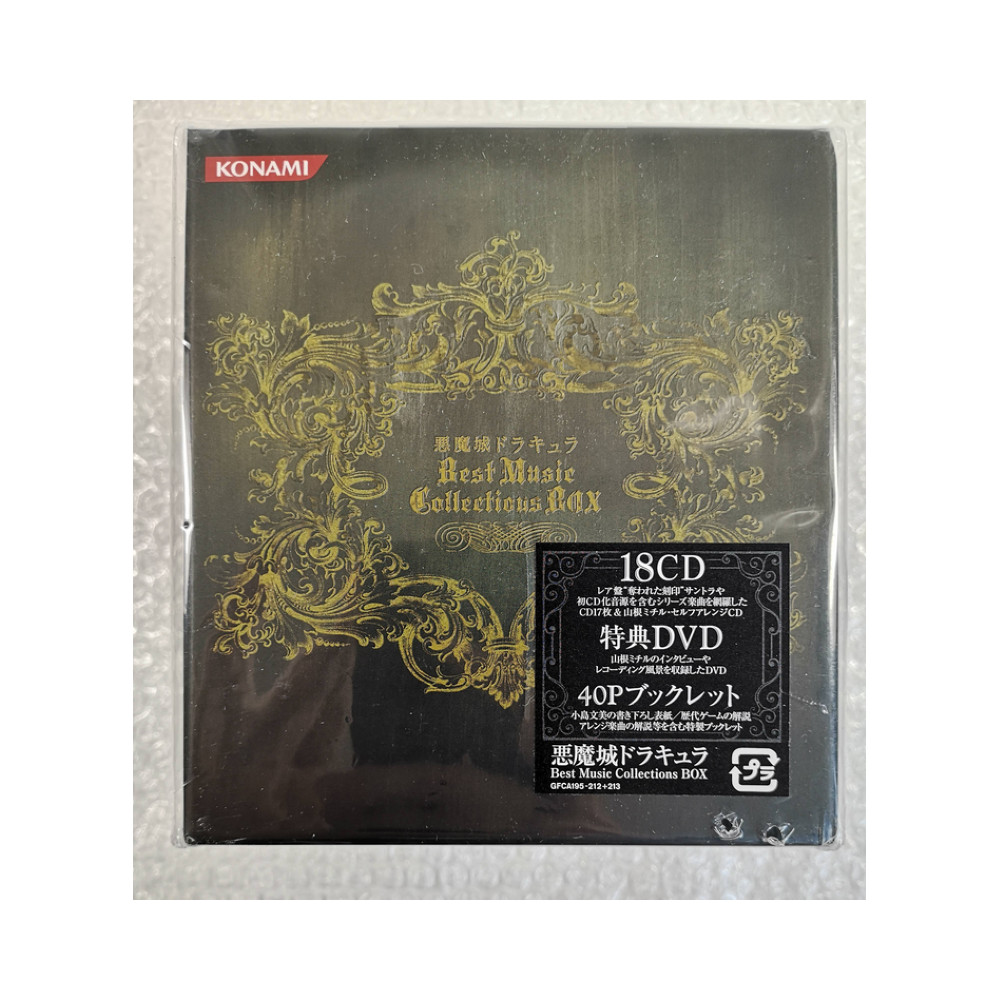 KONAMI
悪魔城ドラキュラ
Best Music
Collections BOX
18CD
レア盤“奪われた刻印”サントラや
初CD化音源を含むシリーズ楽曲を網羅した
CD17枚&山根ミチル・セルフアレンジCD
特典DVD
山根ミチルのインタビューや
レコーディング風景を収録したDVD
40Pブックレット
小島文美の書き下ろし表紙/歴代ゲームの解説
アレンジ楽曲の解説等を含む特製ブックレット
悪魔城ドラキュラ
Best Music Collections BOX
GFCA195-212+213
プラ